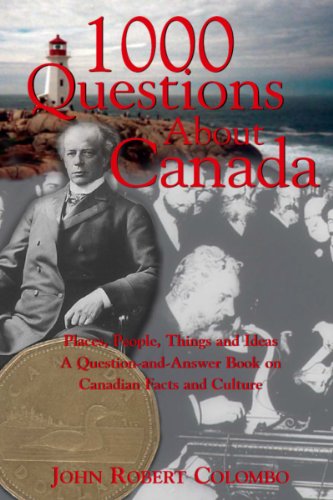 1000
Questions
About
Canada
Places, People, Things and Ideas
A Question-and-Answer Book on
Canadian Facts and Culture
JOHN ROBERT COLOMBO